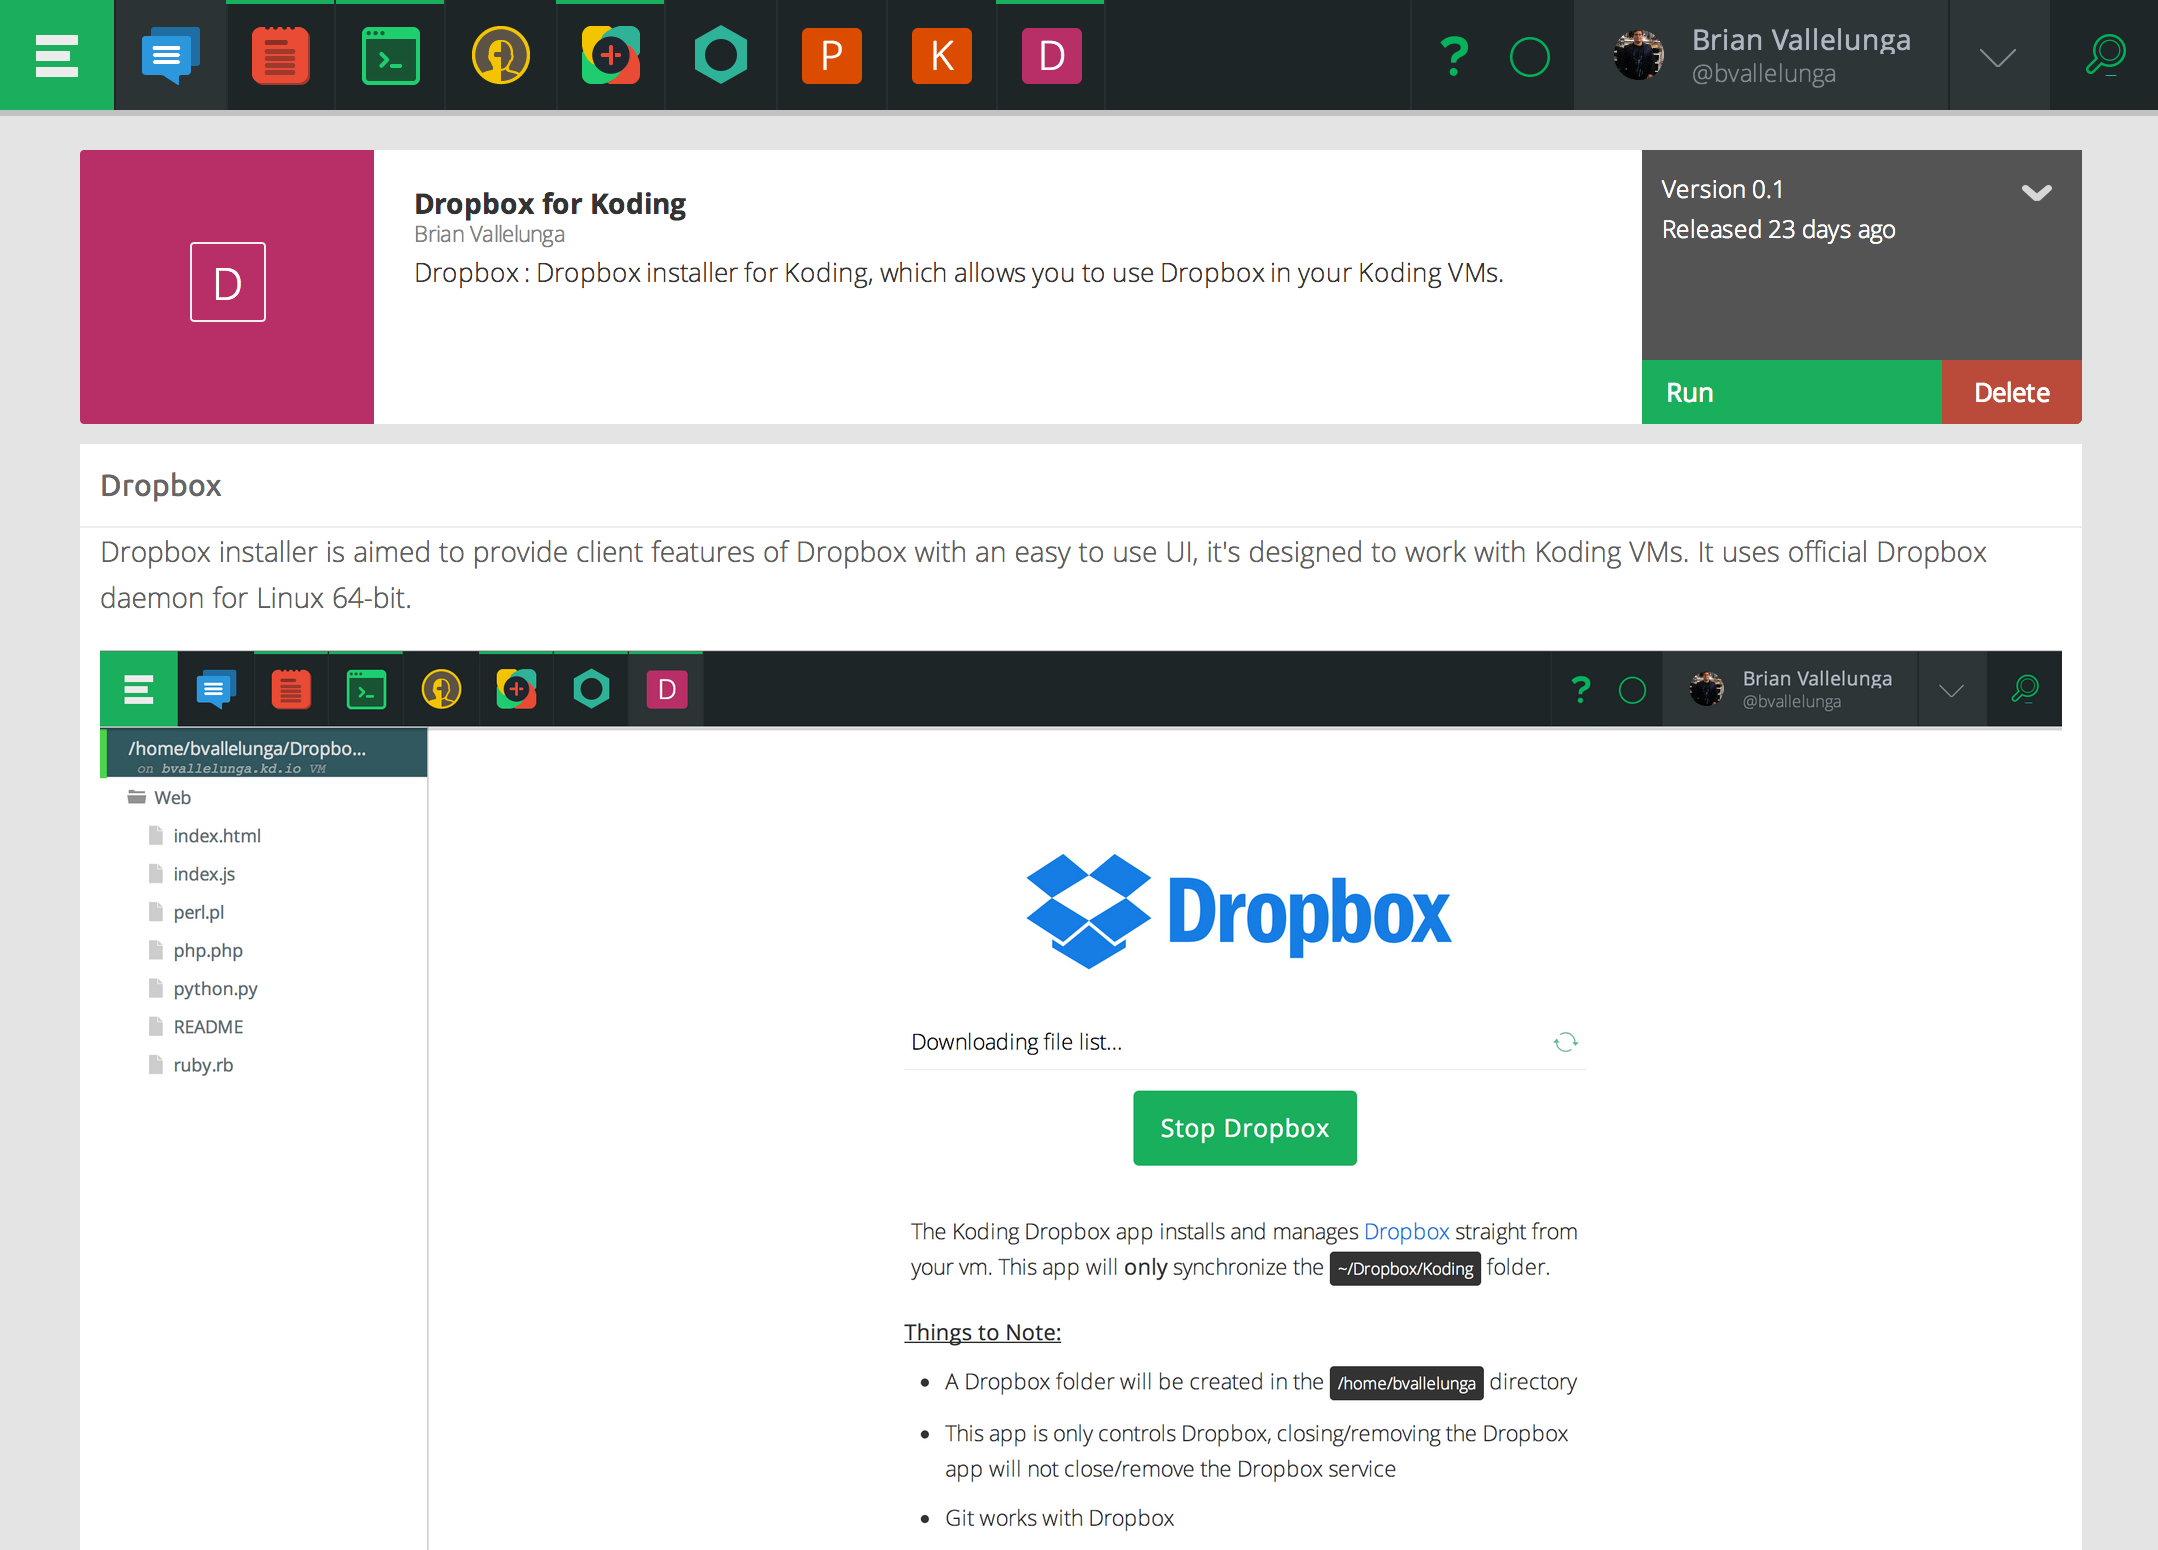 P
K
D
?
Brian Vallelunga
@bvallelunga
D
Dropbox for Koding
Brian Vallelunga
Dropbox : Dropbox installer for Koding, which allows you to use Dropbox in your Koding VMs.
Version 0.1
Released 23 days ago
Run
Delete
Dropbox
Dropbox installer is aimed to provide client features of Dropbox with an easy to use UI, it's designed to work with Koding VMs. It uses official Dropbox
daemon for Linux 64-bit.
D
?
Brian Vallelunga
@bvallelunga
/home/bvallelunga/Dropbo...
on bvallelunga.kd.io VM
Web
index.html
index.js
perl.pl
php.php
python.py
README
ruby.rb
Dropbox
Downloading file list...
Stop Dropbox
The Koding Dropbox app installs and manages Dropbox straight from
your vm. This app will only synchronize the ~/Dropbox/Koding folder.
Things to Note:
• A Dropbox folder will be created in the /home/bvallelunga directory
• This app is only controls Dropbox, closing/removing the Dropbox
app will not close/remove the Dropbox service
• Git works with Dropbox